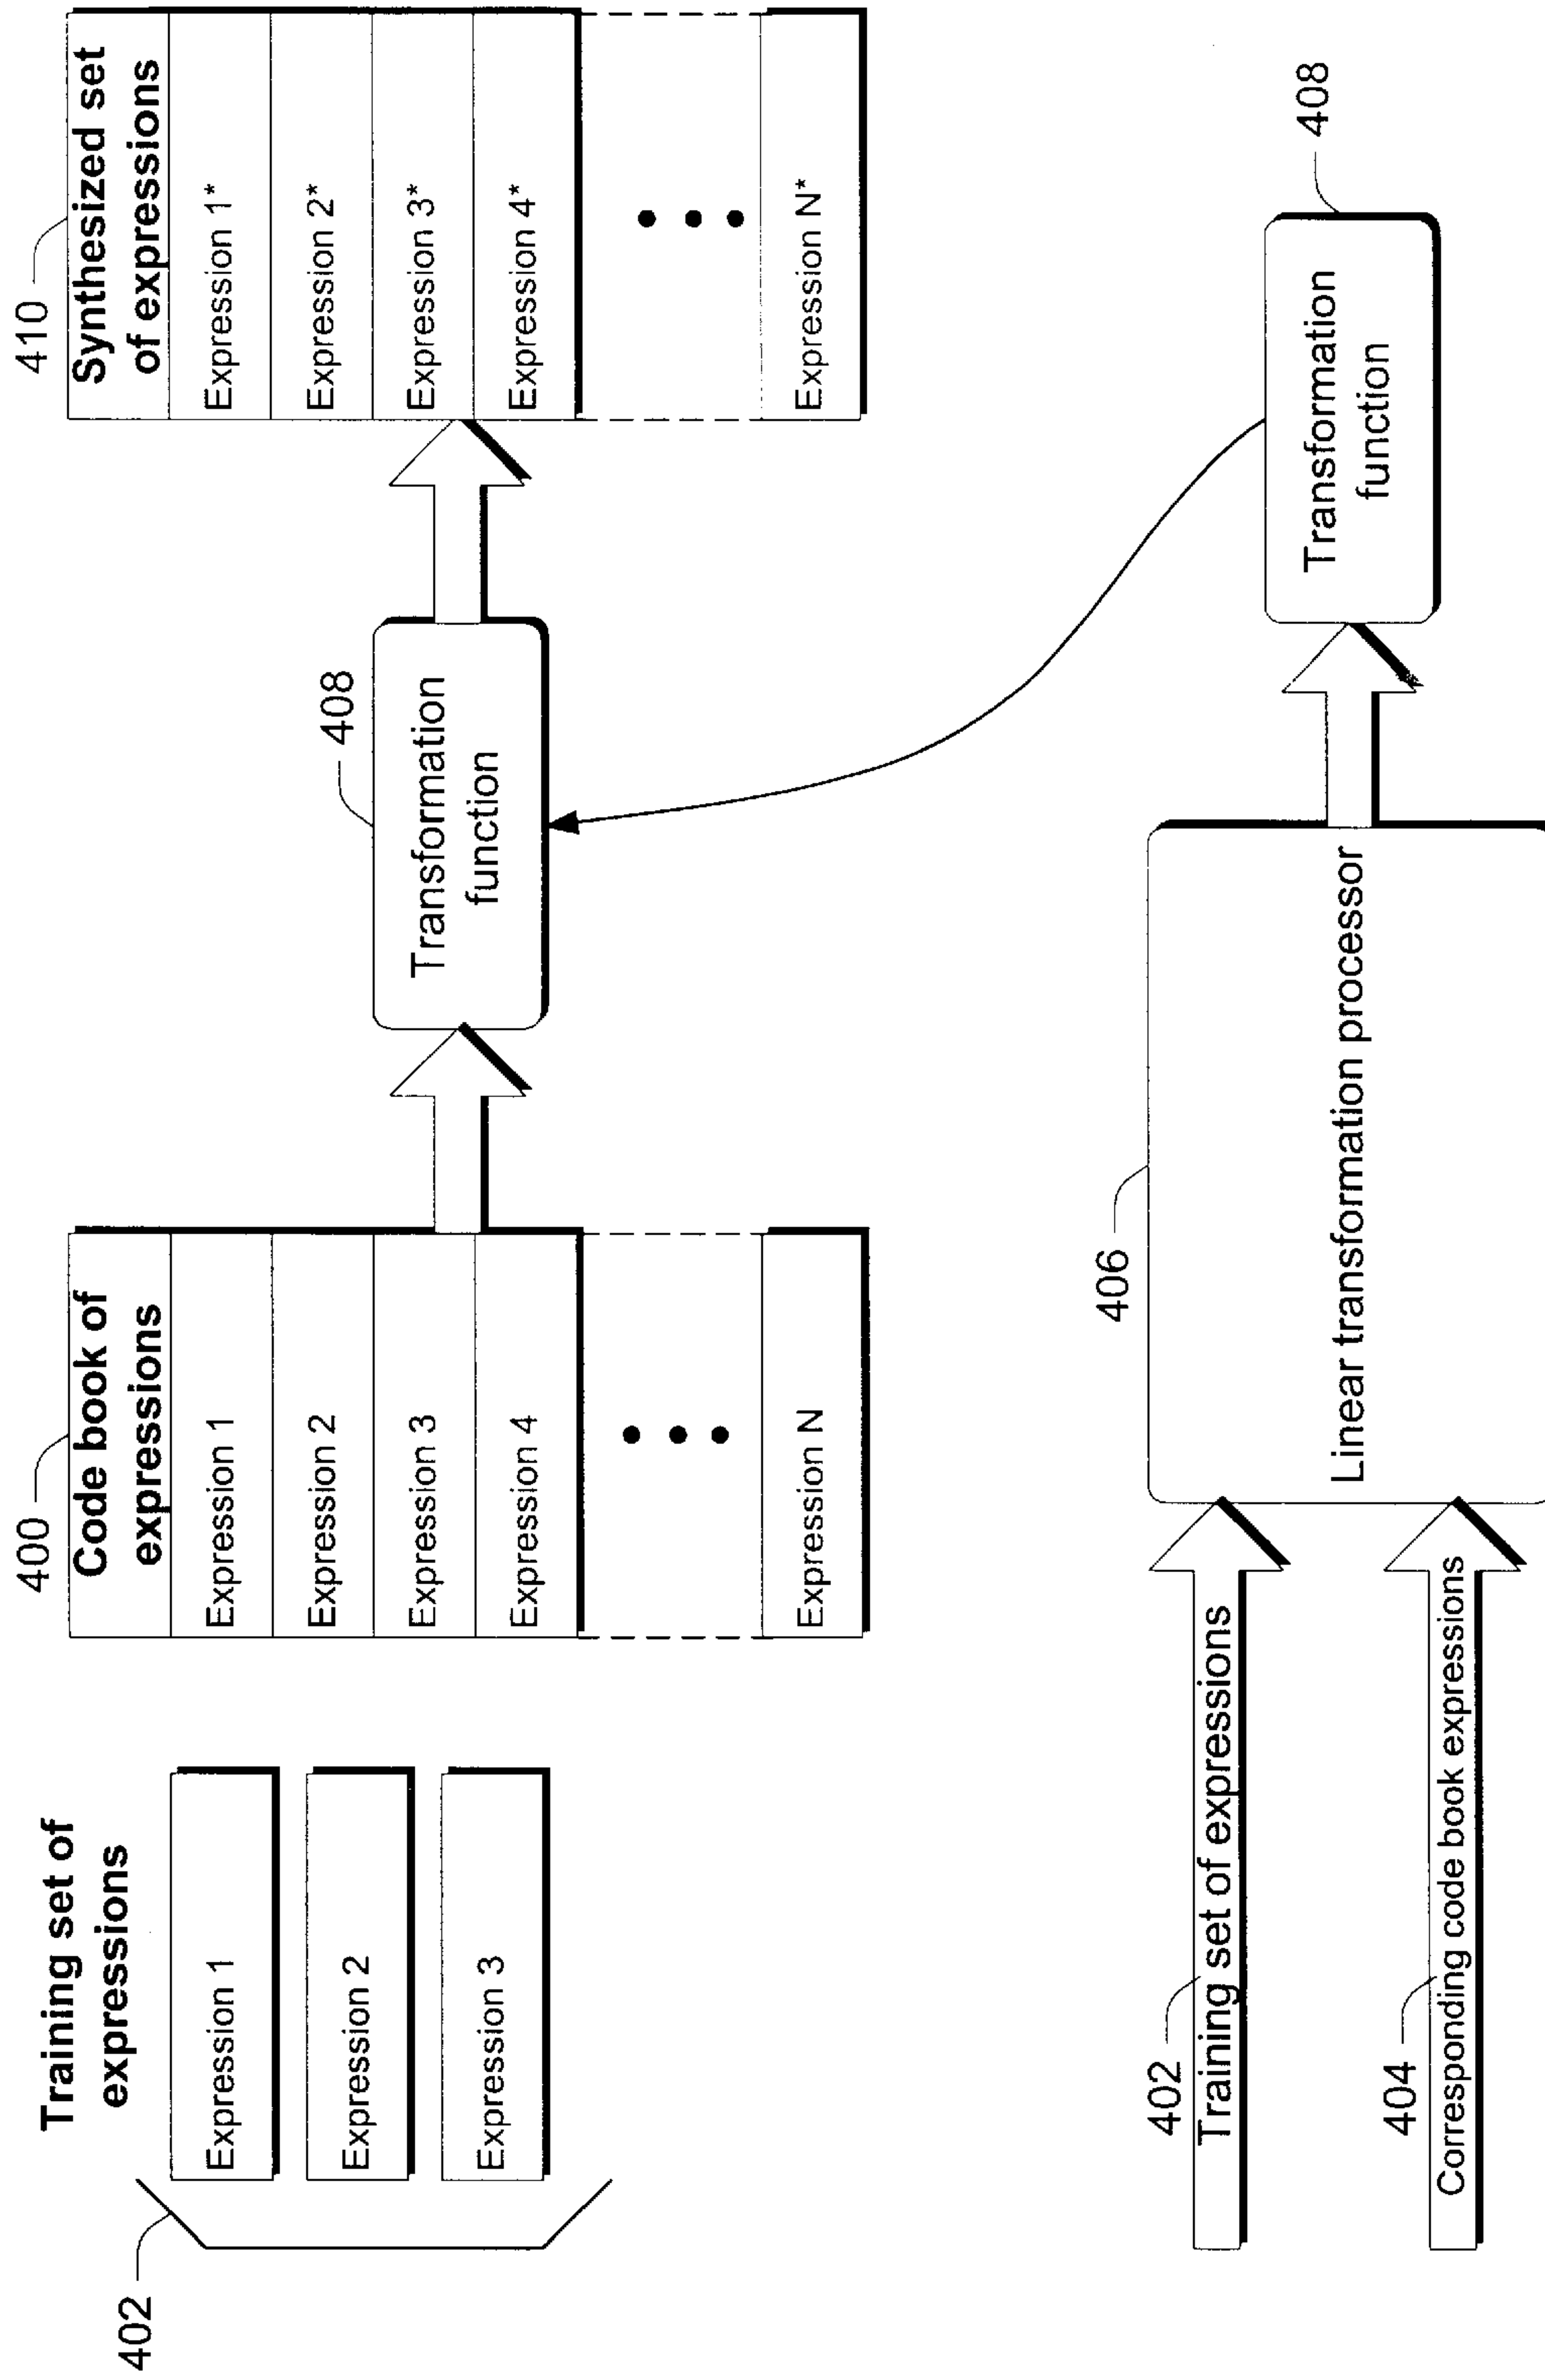 402
Training set of
expressions
Expression 1
Expression 2
Expression 3
400
Code book of
expressions
Expression 1
Expression 2
Expression 3
Expression 4
Expression N
408
Transformation
function
410
Synthesized set
of expressions
Expression 1*
Expression 2*
Expression 3*
Expression 4*
Expression N*
402
Training set of expressions
404
Corresponding code book expressions
406
Linear transformation processor
408
Transformation
function